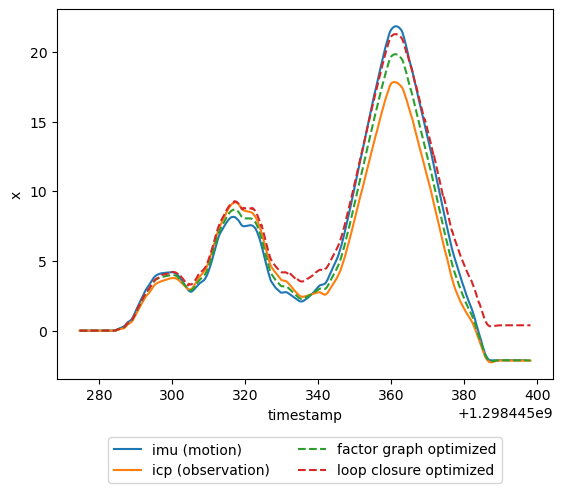 20
15
10
5
0
x
280
300
320
340
360
380
400
timestamp
+1.298445e9
imu (motion)
icp (observation)
factor graph optimized
loop closure optimized